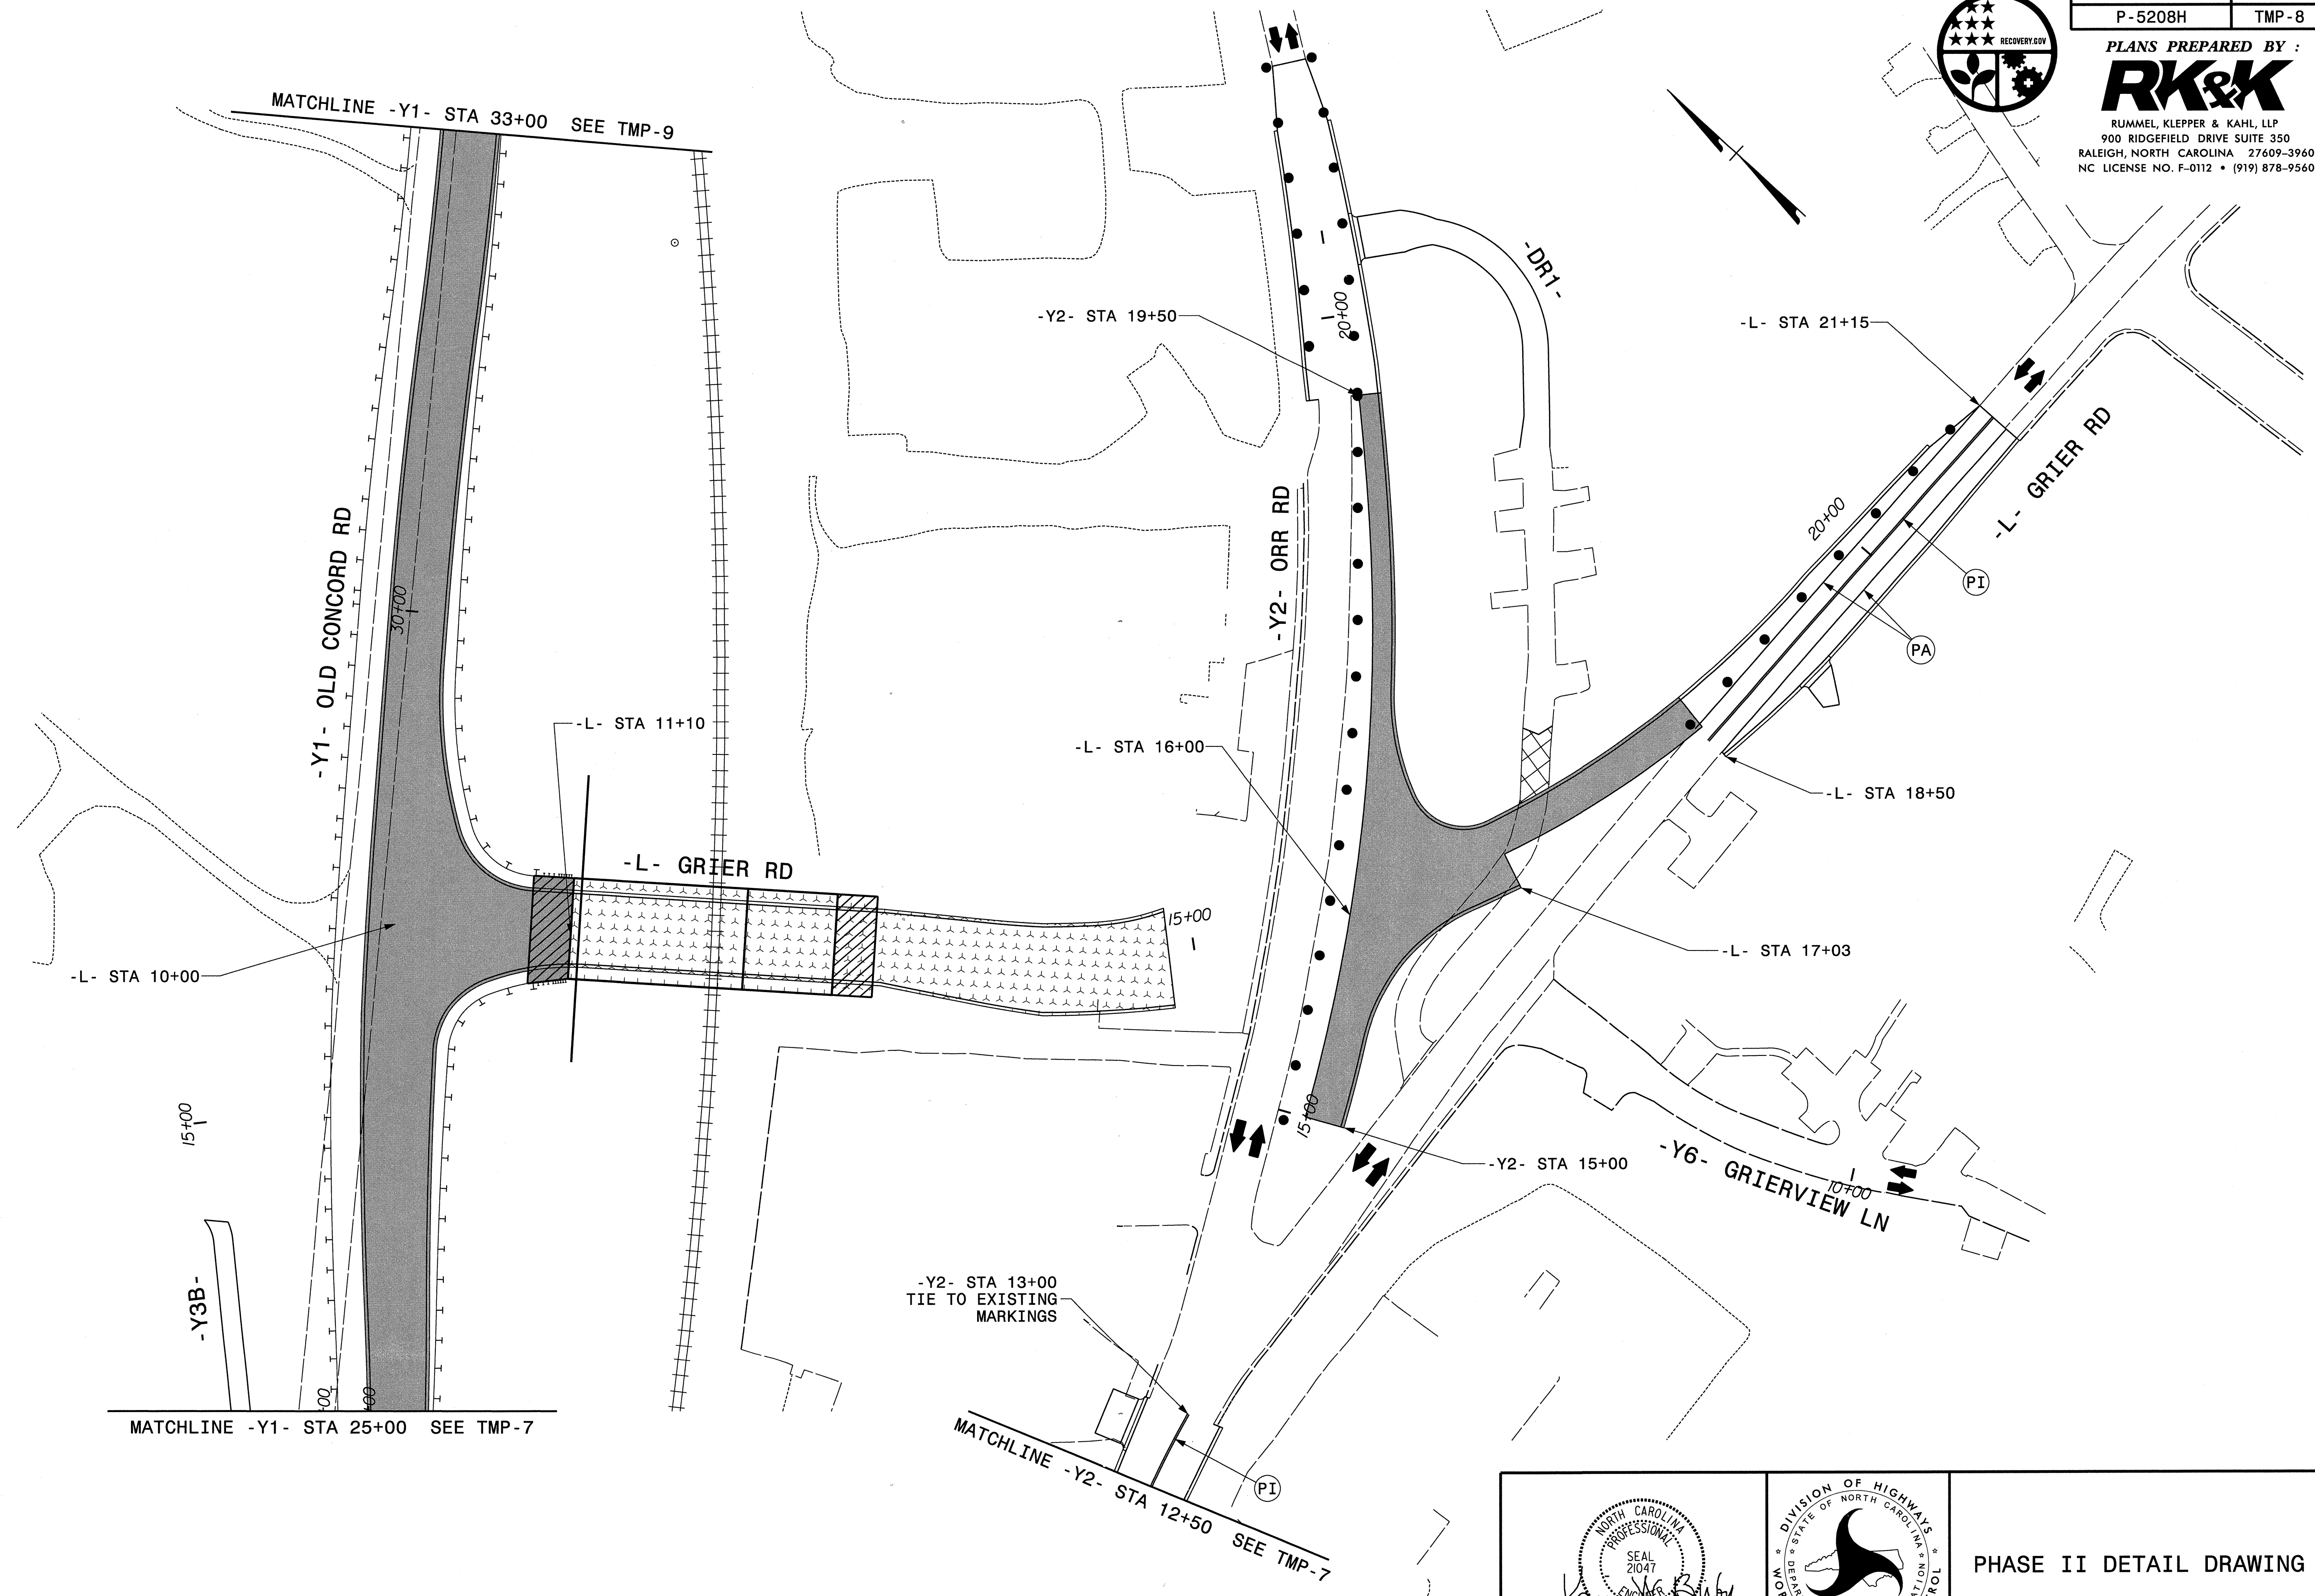 RECOVERY.GOV
P-5208H
TMP-8
PLANS PREPARED BY :
RK&K
RUMMEL, KLEPPER & KAHL, LLP
900 RIDGEFIELD DRIVE SUITE 350
RALEIGH, NORTH CAROLINA 27609-3960
NC LICENSE NO. F-0112 • (919) 878-9560
MATCHLINE -Y1- STA 33+00 SEE TMP-9
-DR1-
-Y2- STA 19+50
20+00
-L- STA 21+15
-L- GRIER RD
20+00
-Y1- OLD CONCORD RD
30+00
-Y2- ORR RD
PI
PA
-L- STA 11+10
-L- STA 16+00
-L- STA 18+50
-L- GRIER RD
15+00
-L- STA 10+00
-L- STA 17+03
15+00
15+00
-Y2- STA 15+00
-Y6- GRIERVIEW LN
10+00
-Y3B-
-Y2- STA 13+00
TIE TO EXISTING
MARKINGS
PI
MATCHLINE -Y1- STA 25+00 SEE TMP-7
MATCHLINE -Y2- STA 12+50 SEE TMP-7
NORTH CAROLINA
PROFESSIONAL
SEAL
21047
DIVISION OF HIGHWAYS
STATE OF NORTH CAROLINA
PHASE II DETAIL DRAWING